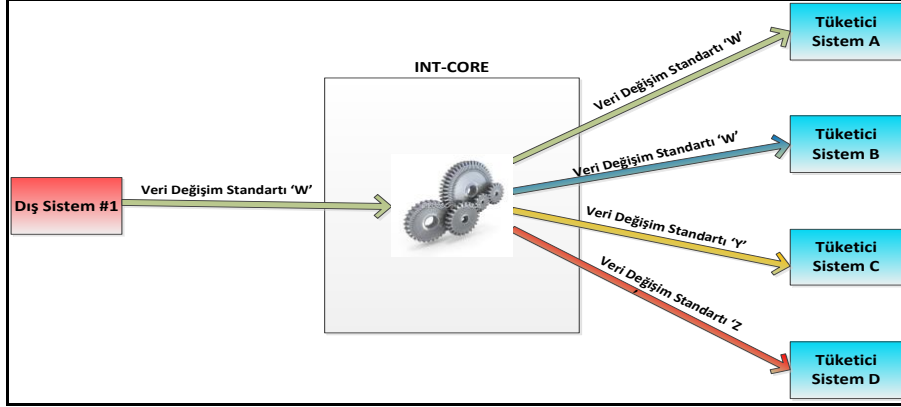 Tüketici
Sistem A
Veri Değişim Standartı ‘W’
INT-CORE
Tüketici
Sistem B
Veri Değişim Standartı ‘W’
Veri Değişim Standartı ‘W’
Dış Sistem #1
Veri Değişim Standartı ‘Y’
Tüketici
Sistem C
Veri Değişim Standartı ‘Z
’
Tüketici
Sistem D